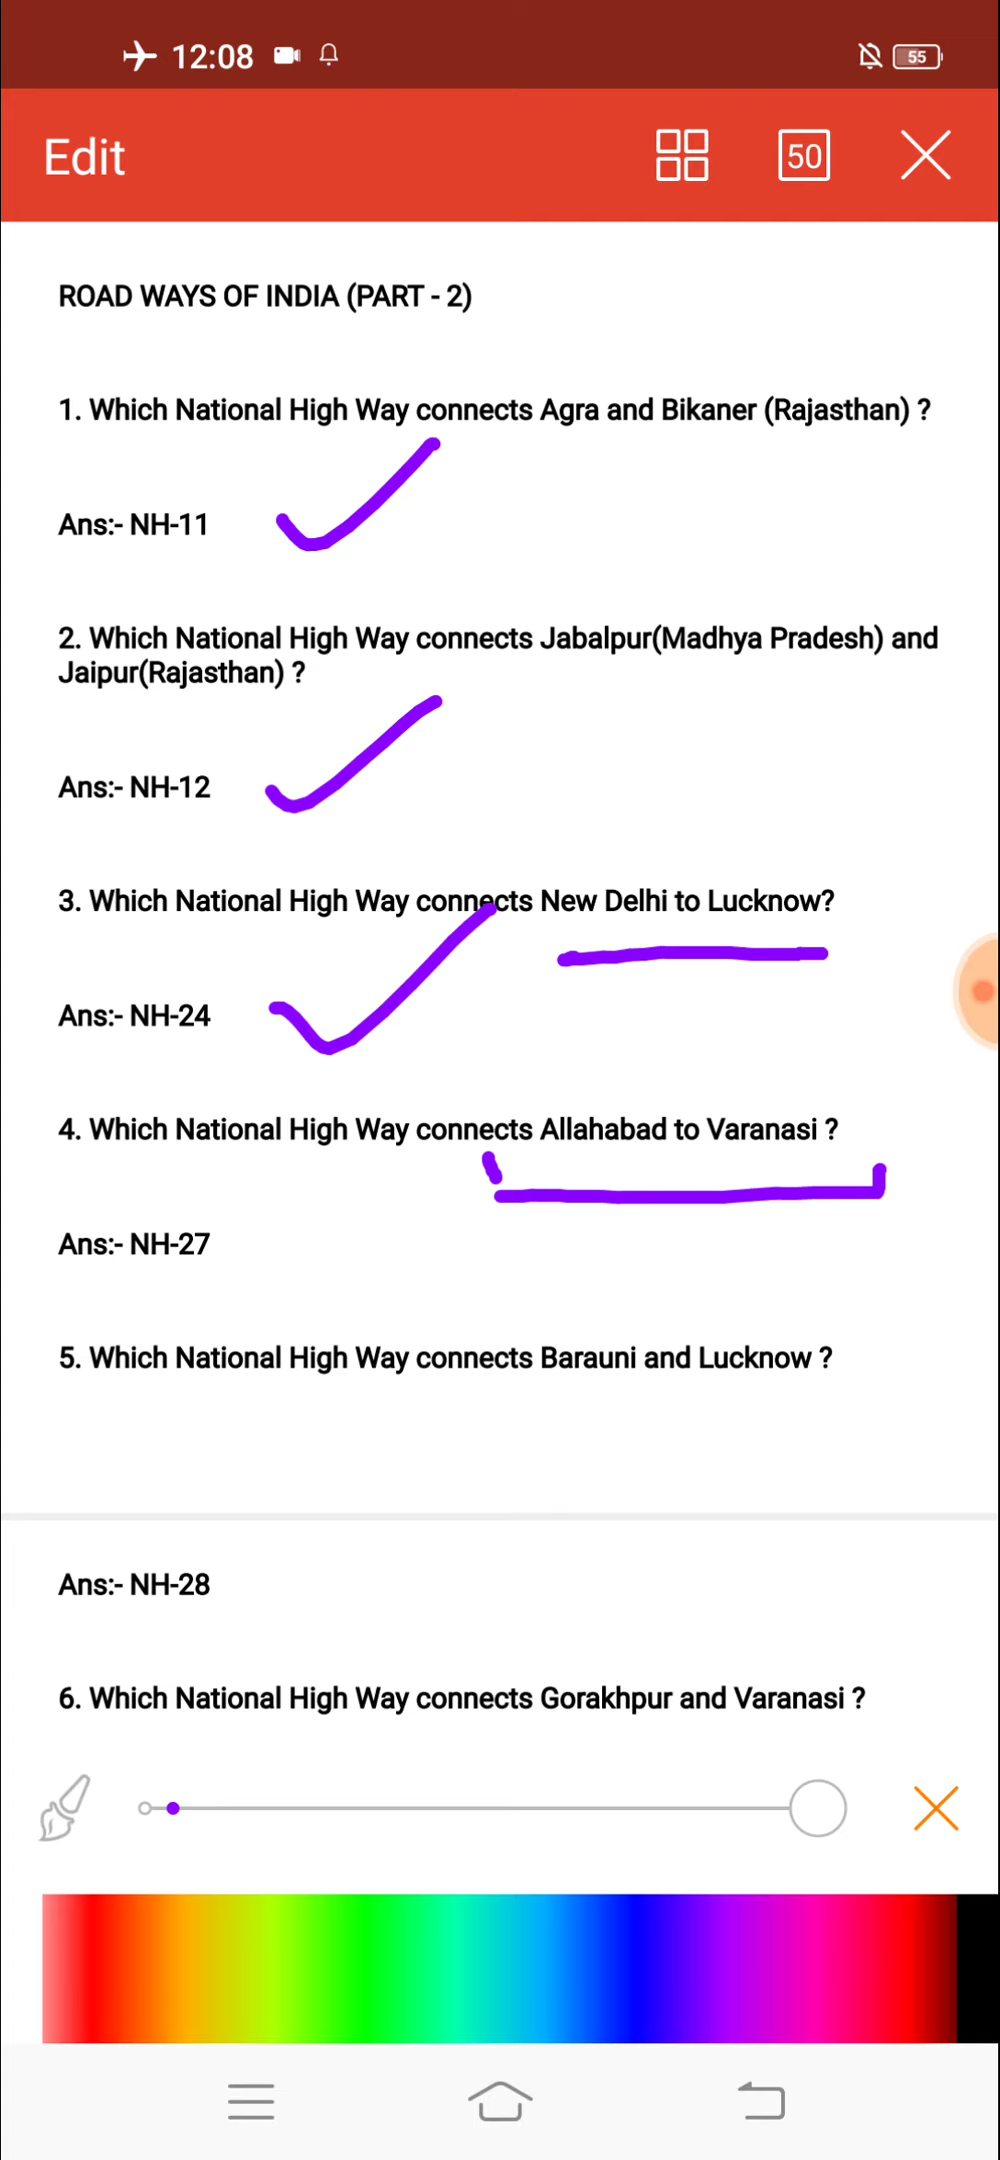 12:08
55
Edit
50
ROAD WAYS OF INDIA (PART - 2)
1. Which National High Way connects Agra and Bikaner (Rajasthan) ?
Ans:- NH-11
2. Which National High Way connects Jabalpur(Madhya Pradesh) and
Jaipur(Rajasthan) ?
Ans:- NH-12
3. Which National High Way connects New Delhi to Lucknow?
Ans:- NH-24
4. Which National High Way connects Allahabad to Varanasi ?
Ans:- NH-27
5. Which National High Way connects Barauni and Lucknow ?
Ans:- NH-28
6. Which National High Way connects Gorakhpur and Varanasi ?